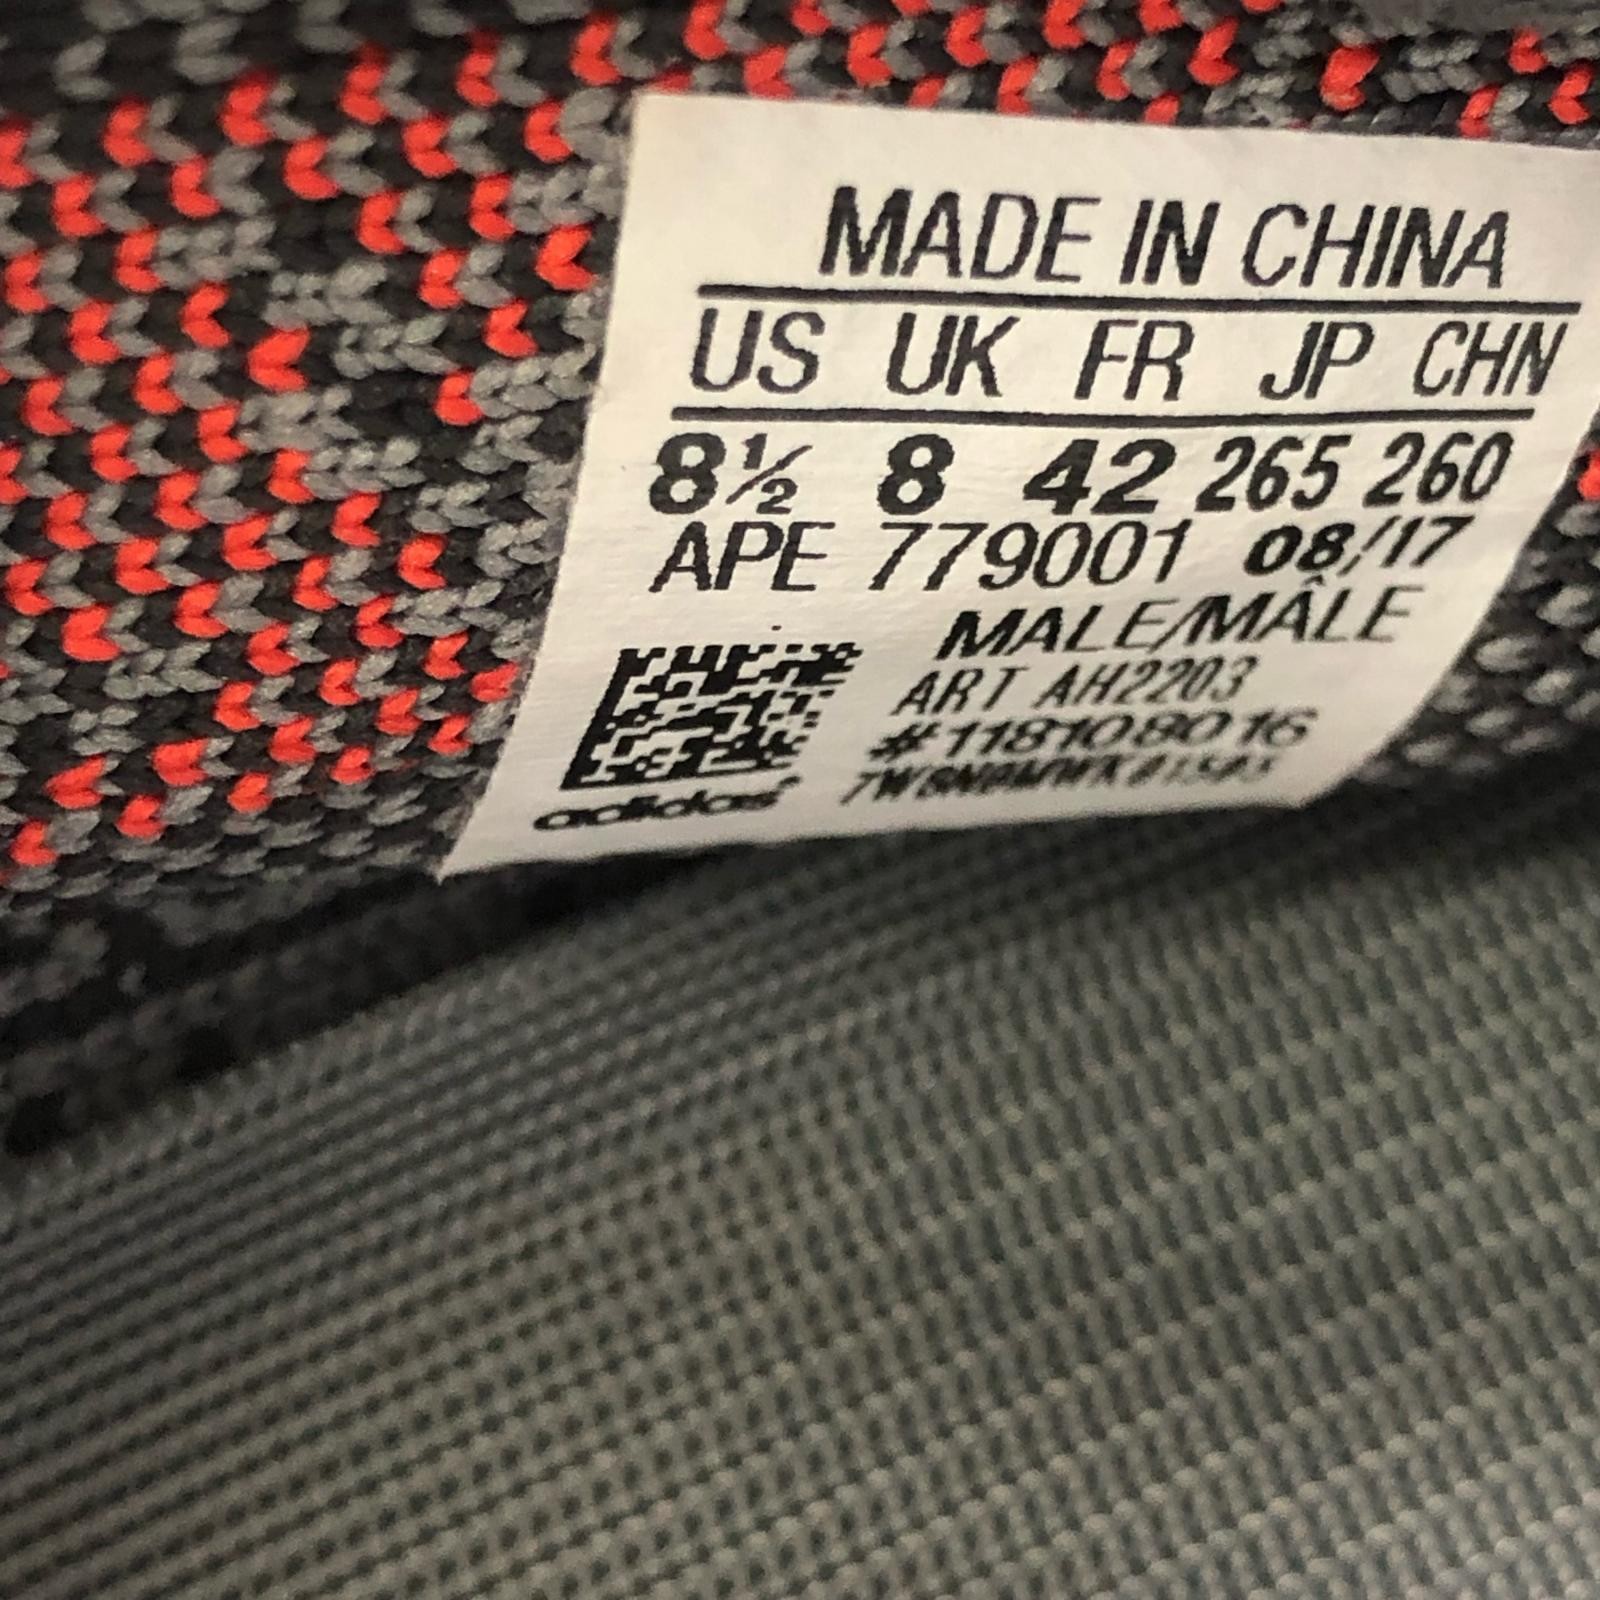 MADE IN CHINA
US UK FR JP CHN
8½ 8 42 265 260
APE 779001 08/17
MALE/MÂLE
ART AH2203
#118108016
adidas